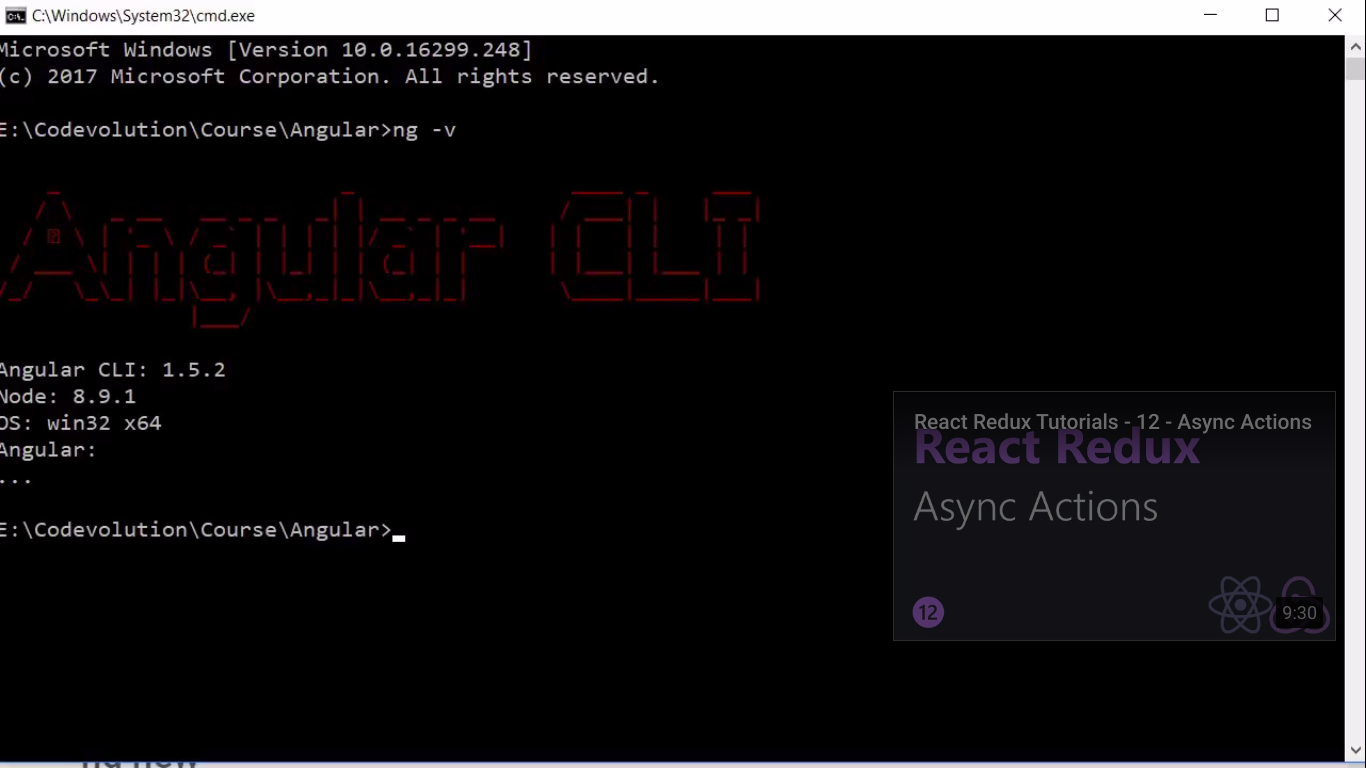 C:\Windows\System32\cmd.exe
Microsoft Windows [Version 10.0.16299.248]
(c) 2017 Microsoft Corporation. All rights reserved.
E:\Codevolution\Course\Angular>ng -v
Angular CLI
Angular CLI: 1.5.2
Node: 8.9.1
OS: win32 x64
Angular:
...
E:\Codevolution\Course\Angular>
React Redux Tutorials - 12 - Async Actions
React Redux
Async Actions
12
9:30